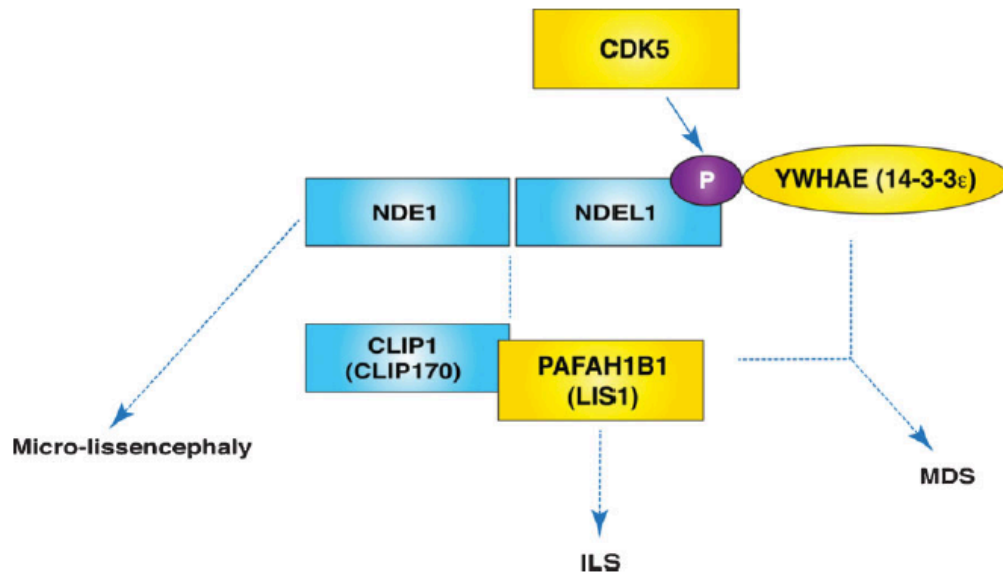 CDK5
P
YWHAE (14-3-3ε)
NDE1
NDEL1
CLIP1
(CLIP170)
PAFAH1B1
(LIS1)
Micro-lissencephaly
MDS
ILS